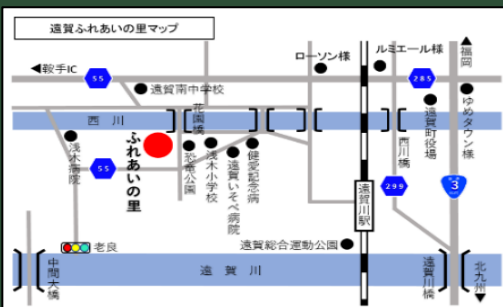 遠賀ふれあいの里マップ
◀鞍手IC
55
遠賀南中学校
ローソン様
ルミエール様
285
▲福岡
ゆめタウン様
遠賀町役場
西川
花園橋
西川橋
浅木病院
55
ふれあいの里
恐竜公園
浅木小学校
遠賀いそべ病院
健愛記念病
299
3
遠賀川駅
老良
遠賀総合運動公園
中間大橋
遠賀川
遠賀川橋
北九州▼